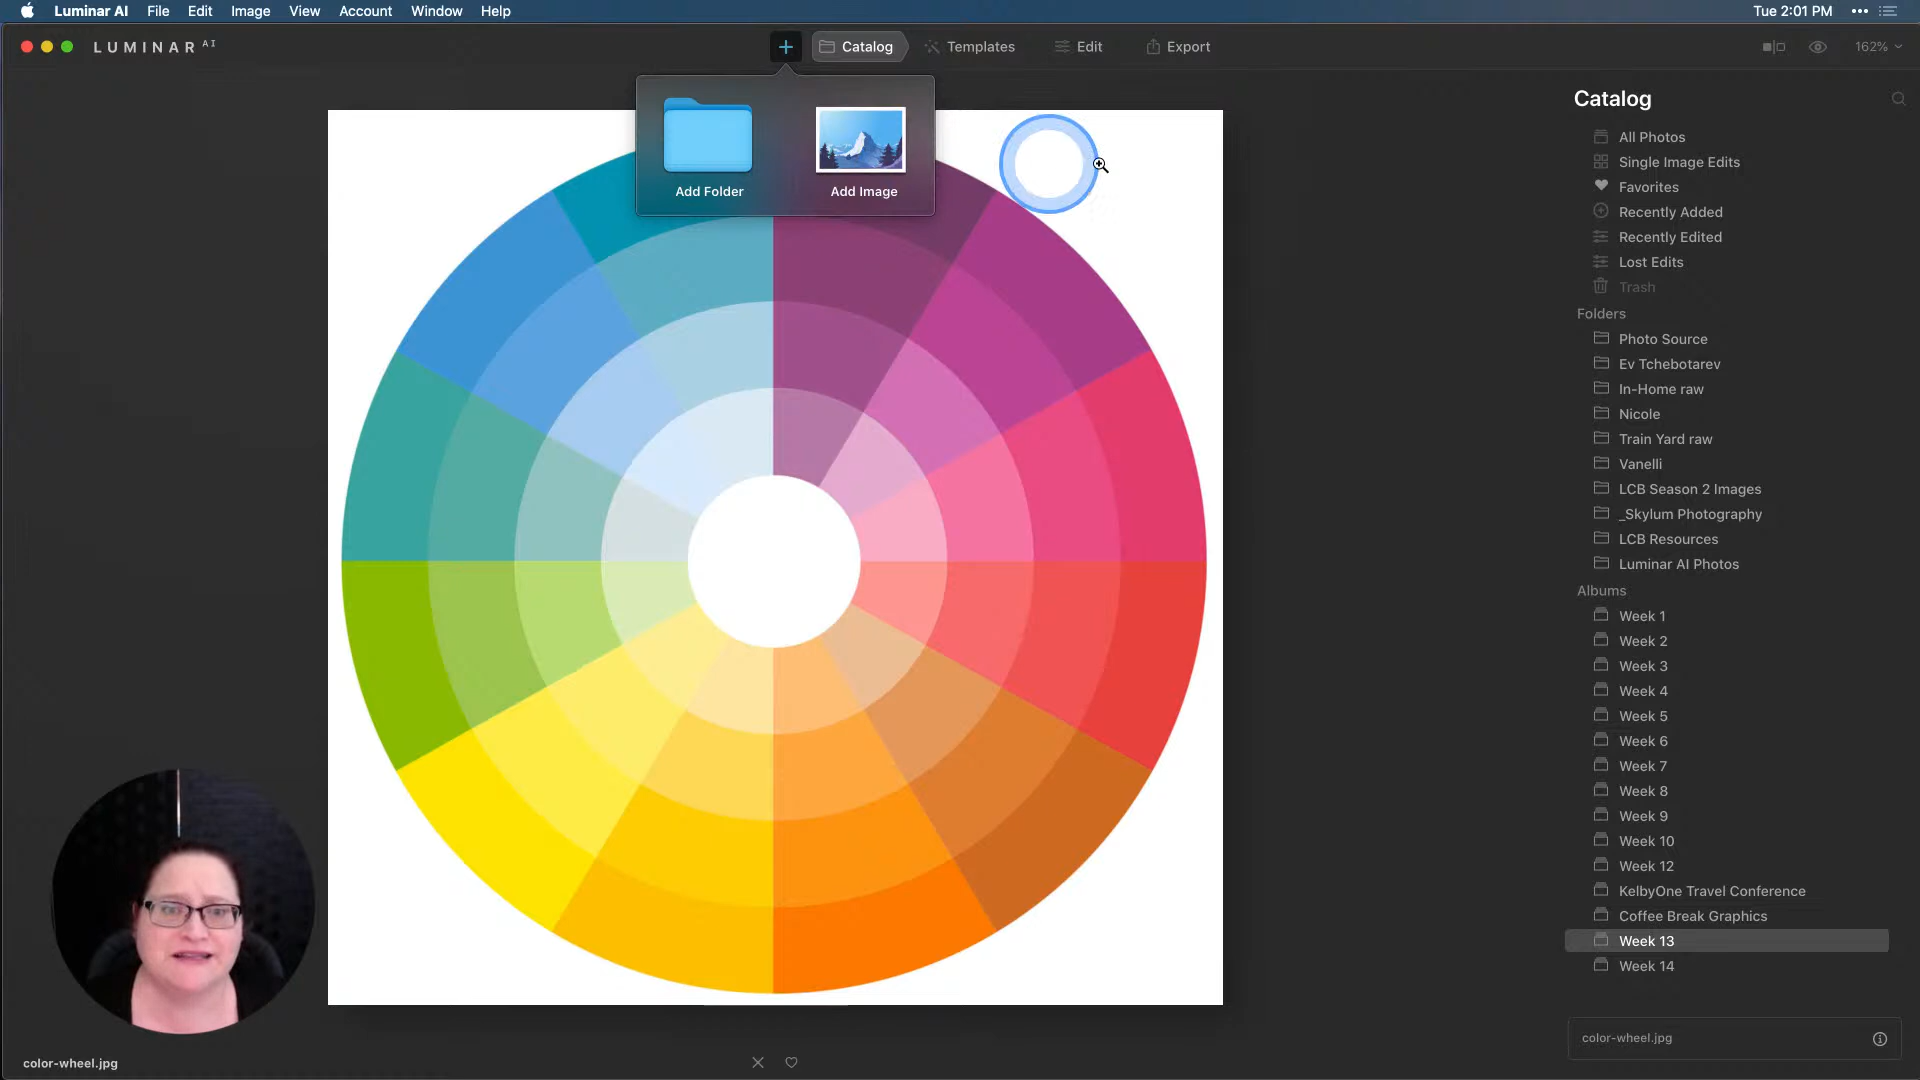 Luminar AI File Edit Image View Account Window Help Tue 2:01 PM
LUMINAR AI Catalog Templates Edit Export 162%
Add Folder Add Image
Catalog
All Photos
Single Image Edits
Favorites
Recently Added
Recently Edited
Lost Edits
Trash
Folders
Photo Source
Ev Tchebotarev
In-Home raw
Nicole
Train Yard raw
Vanelli
LCB Season 2 Images
_Skylum Photography
LCB Resources
Luminar AI Photos
Albums
Week 1
Week 2
Week 3
Week 4
Week 5
Week 6
Week 7
Week 8
Week 9
Week 10
Week 12
KelbyOne Travel Conference
Coffee Break Graphics
Week 13
Week 14
color-wheel.jpg
color-wheel.jpg